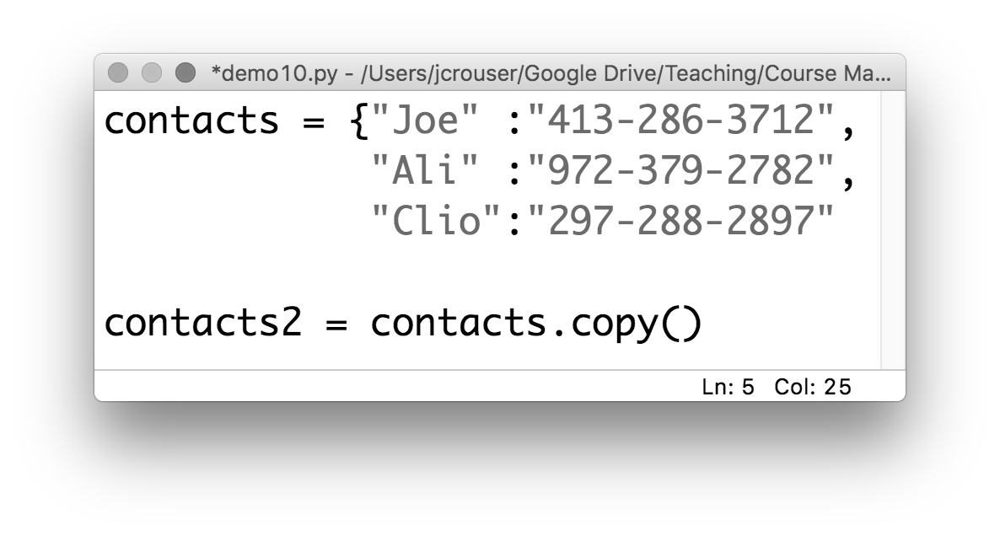 *demo10.py - /Users/jcrouser/Google Drive/Teaching/Course Ma...
contacts = {"Joe" :"413-286-3712",
"Ali" :"972-379-2782",
"Clio":"297-288-2897"
contacts2 = contacts.copy()
Ln: 5 Col: 25